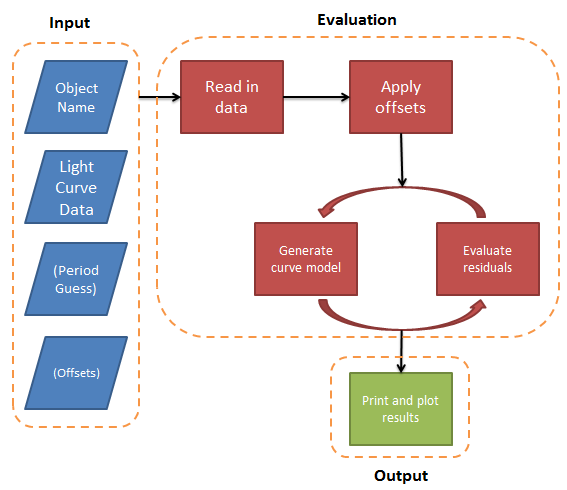 Input
Evaluation
Object
Name
Read in
data
Apply
offsets
Light
Curve
Data
(Period
Guess)
Generate
curve model
Evaluate
residuals
(Offsets)
Print and plot
results
Output